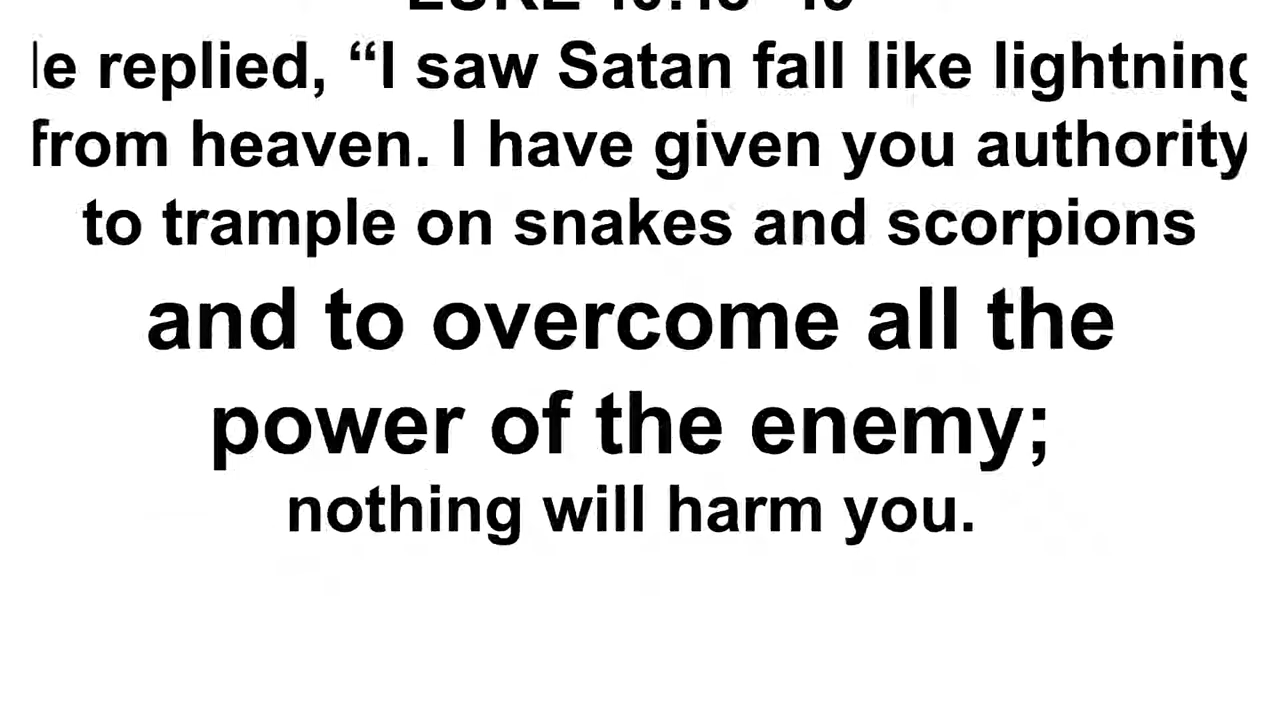 LUKE 10:18-19
le replied, “I saw Satan fall like lightning
from heaven. I have given you authority
to trample on snakes and scorpions
and to overcome all the
power of the enemy;
nothing will harm you.